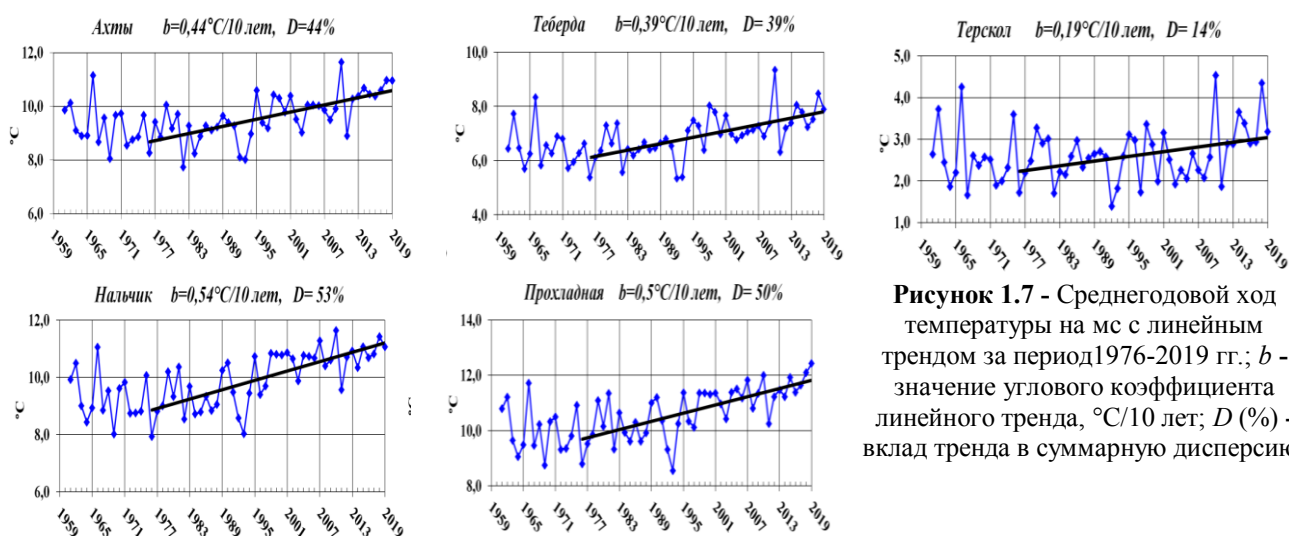 Ахты b=0,44°C/10 лет, D=44%
12,0
10,0
8,0
6,0
°C
1959 1965 1971 1977 1983 1989 1995 2001 2007 2013 2019
Теберда b=0,39°C/10 лет, D= 39%
10,0
8,0
6,0
4,0
°C
1959 1965 1971 1977 1983 1989 1995 2001 2007 2013 2019
Терскол b=0,19°C/10 лет, D= 14%
5,0
4,0
3,0
2,0
1,0
°C
1959 1965 1971 1977 1983 1989 1995 2001 2007 2013 2019
Нальчик b=0,54°C/10 лет, D= 53%
12,0
10,0
8,0
6,0
°C
1959 1965 1971 1977 1983 1989 1995 2001 2007 2013 2019
Прохладная b=0,5°C/10 лет, D= 50%
14,0
12,0
10,0
8,0
6,0
°C
1959 1965 1971 1977 1983 1989 1995 2001 2007 2013 2019
Рисунок 1.7 - Среднегодовой ход
температуры на мс с линейным
трендом за период1976-2019 гг.; b -
значение углового коэффициента
линейного тренда, °C/10 лет; D (%) -
вклад тренда в суммарную дисперсию